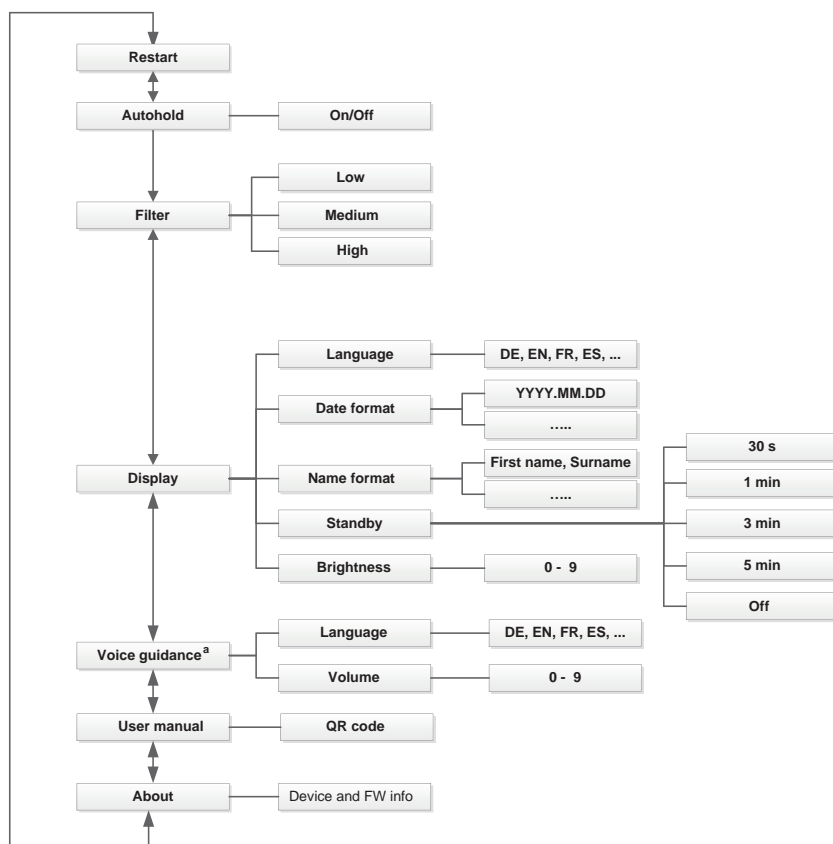 Restart
Autohold
On/Off
Low
Filter
Medium
High
Language
DE, EN, FR, ES, ...
Date format
YYYY.MM.DD
.....
Display
Name format
First name, Surname
.....
Standby
30 s
1 min
3 min
5 min
Off
Brightness
0 - 9
Voice guidanceᵃ
Language
DE, EN, FR, ES, ...
Volume
0 - 9
User manual
QR code
About
Device and FW info